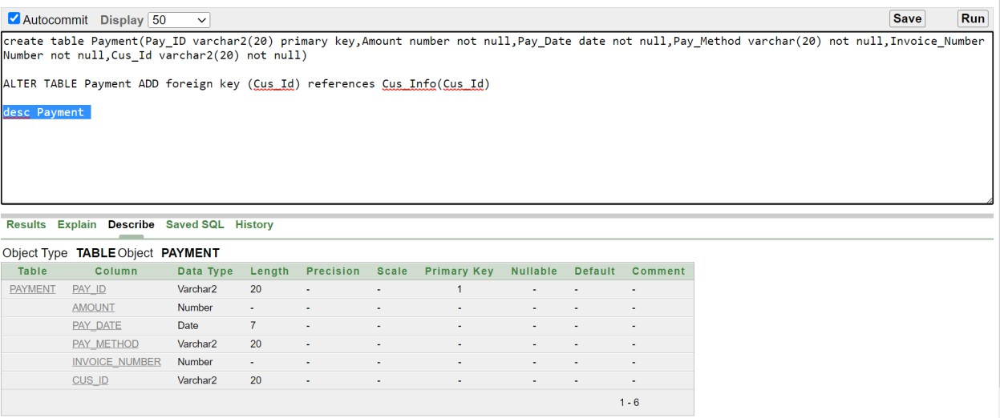 Autocommit Display 50 Save Run
create table Payment(Pay_ID varchar2(20) primary key,Amount number not null,Pay_Date date not null,Pay_Method varchar(20) not null,Invoice_Number
Number not null,Cus_Id varchar2(20) not null)
ALTER TABLE Payment ADD foreign key (Cus_Id) references Cus_Info(Cus_Id)
desc Payment
Results Explain Describe Saved SQL History
Object Type TABLE Object PAYMENT
Table Column Data Type Length Precision Scale Primary Key Nullable Default Comment
PAYMENT PAY_ID Varchar2 20 - - 1 - - -
AMOUNT Number - - - - - - -
PAY_DATE Date 7 - - - - - -
PAY_METHOD Varchar2 20 - - - - - -
INVOICE_NUMBER Number - - - - - - -
CUS_ID Varchar2 20 - - - - - -
1 - 6